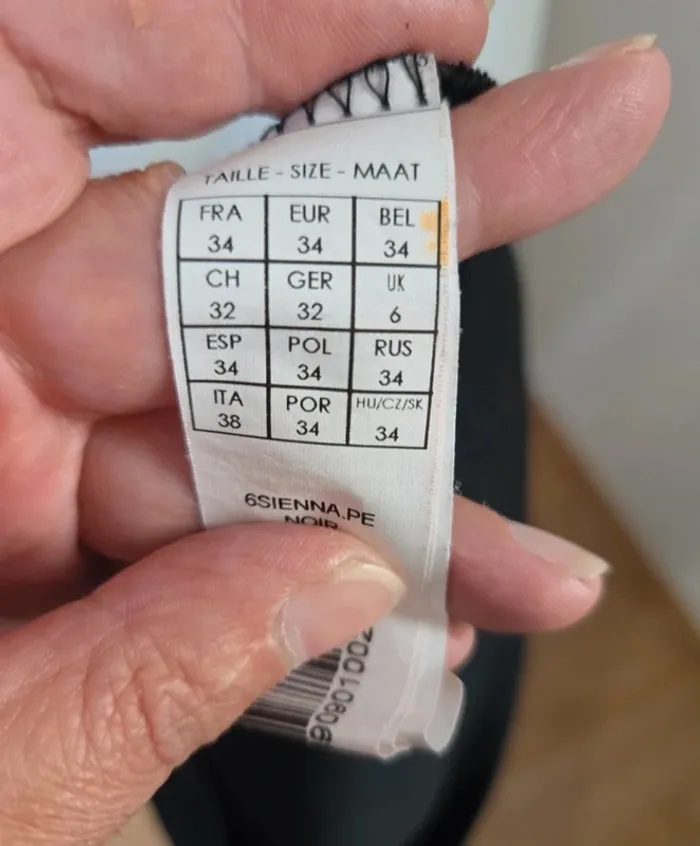 TAILLE - SIZE - MAAT
FRA EUR BEL
34 34 34
CH GER UK
32 32 6
ESP POL RUS
34 34 34
ITA POR HU/CZ/SK
38 34 34
6SIENNA.PE
NOIR
90901002